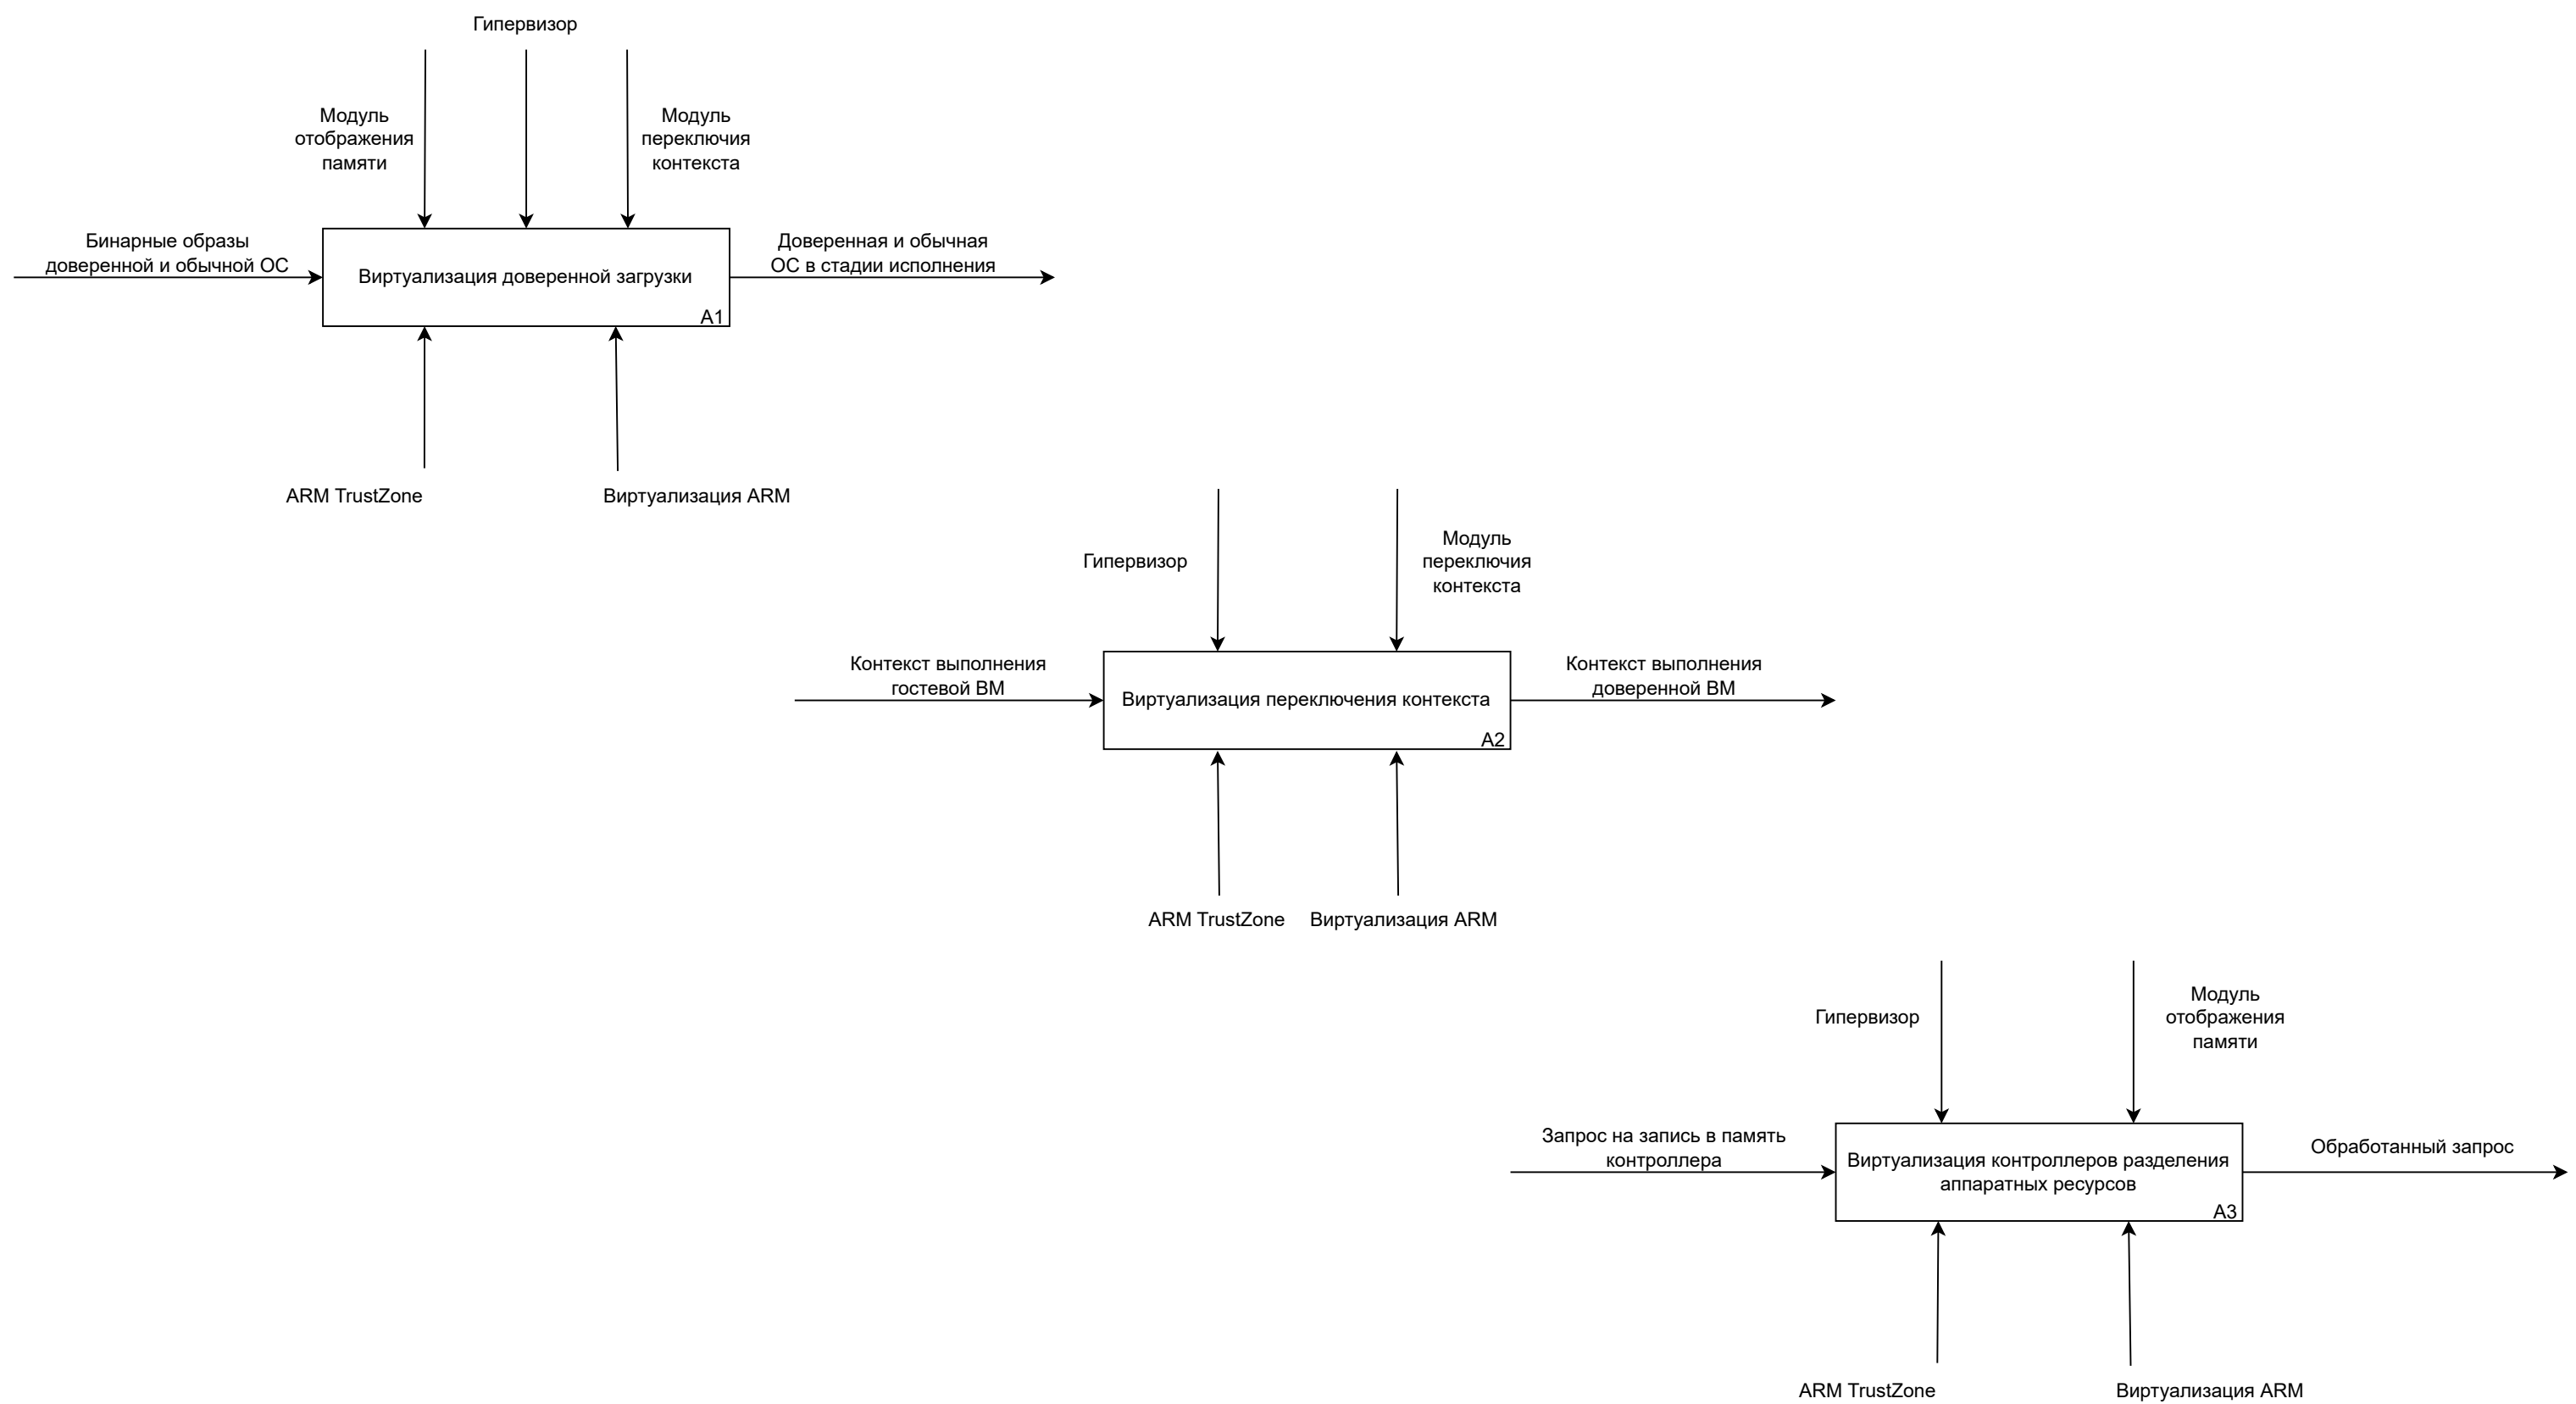 Гипервизор
Модуль
отображения
памяти
Модуль
переключия
контекста
Бинарные образы
доверенной и обычной ОС
Виртуализация доверенной загрузки
A1
Доверенная и обычная
ОС в стадии исполнения
ARM TrustZone
Виртуализация ARM
Гипервизор
Модуль
переключия
контекста
Контекст выполнения
гостевой ВМ
Виртуализация переключения контекста
A2
Контекст выполнения
доверенной ВМ
ARM TrustZone
Виртуализация ARM
Гипервизор
Модуль
отображения
памяти
Запрос на запись в память
контроллера
Виртуализация контроллеров разделения
аппаратных ресурсов
A3
Обработанный запрос
ARM TrustZone
Виртуализация ARM